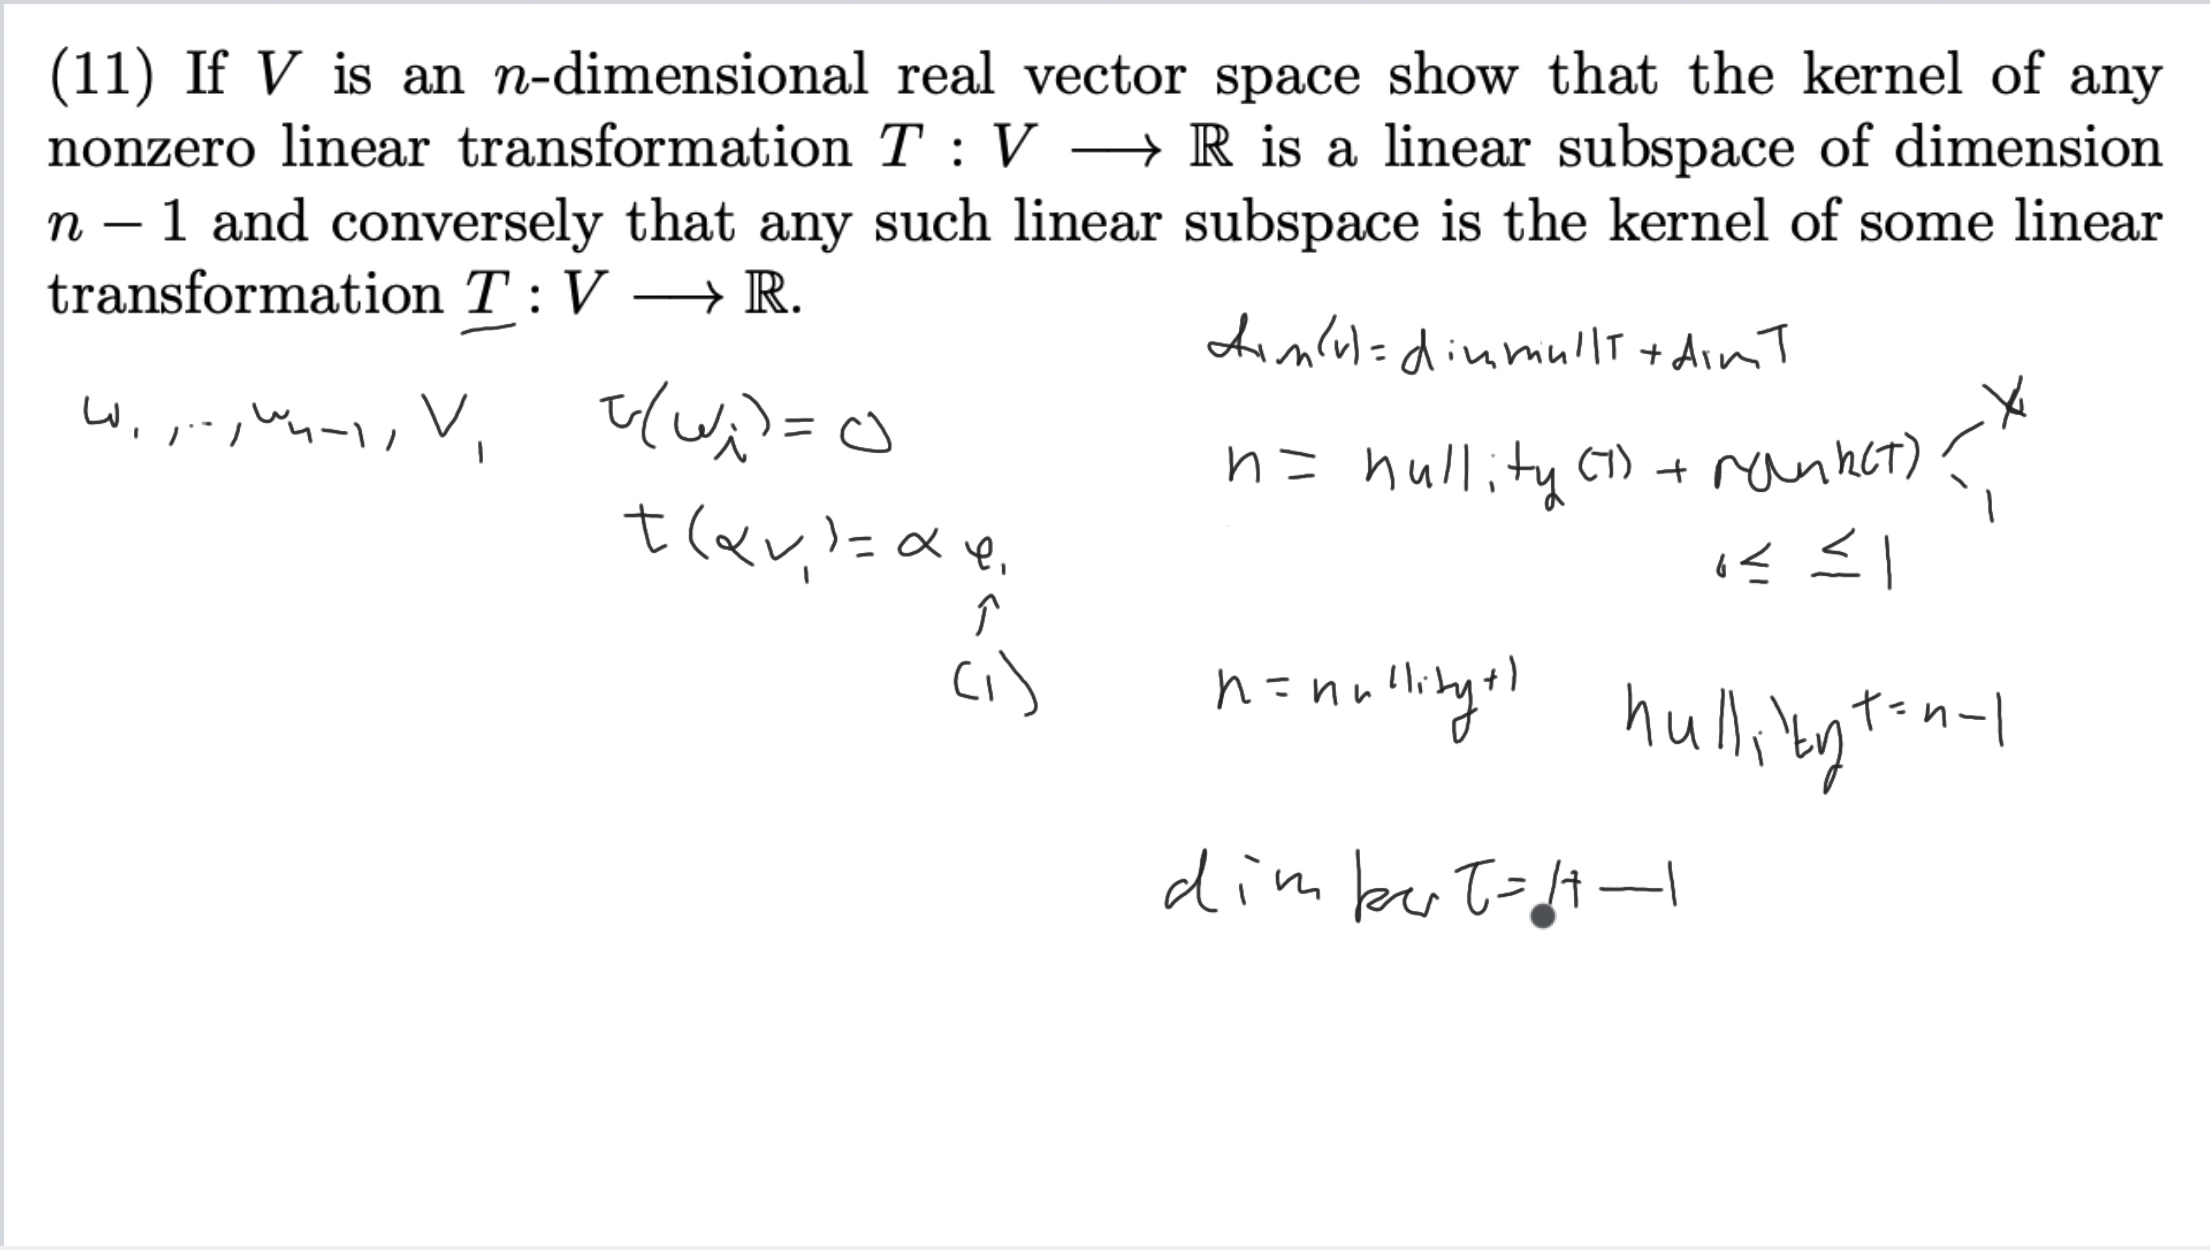 (11) If V is an n-dimensional real vector space show that the kernel of any
nonzero linear transformation T : V ⟶ ℝ is a linear subspace of dimension
n − 1 and conversely that any such linear subspace is the kernel of some linear
transformation T : V ⟶ ℝ.
dim(V) = dim null T + dim T
w₁, .., wₙ₋₁, V₁ T(wᵢ) = 0
n = nullity(T) + rank(T)
1
t(αv₁) = α e₁
≤ ≤ 1
↑
(1)
n = nullity + 1 nullity t = n-1
dim ker T = n - 1